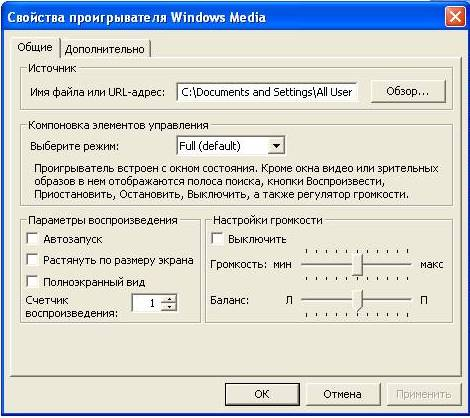 Свойства проигрывателя Windows Media
Общие Дополнительно
Источник
Имя файла или URL-адрес: C:\Documents and Settings\All User Обзор...
Компоновка элементов управления
Выберите режим: Full (default)
Проигрыватель встроен с окном состояния. Кроме окна видео или зрительных
образов в нем отображаются полоса поиска, кнопки Воспроизвести,
Приостановить, Остановить, Выключить, а также регулятор громкости.
Параметры воспроизведения
Автозапуск
Растянуть по размеру экрана
Полноэкранный вид
Счетчик
воспроизведения: 1
Настройки громкости
Выключить
Громкость: мин макс
Баланс: Л П
ОК Отмена Применить